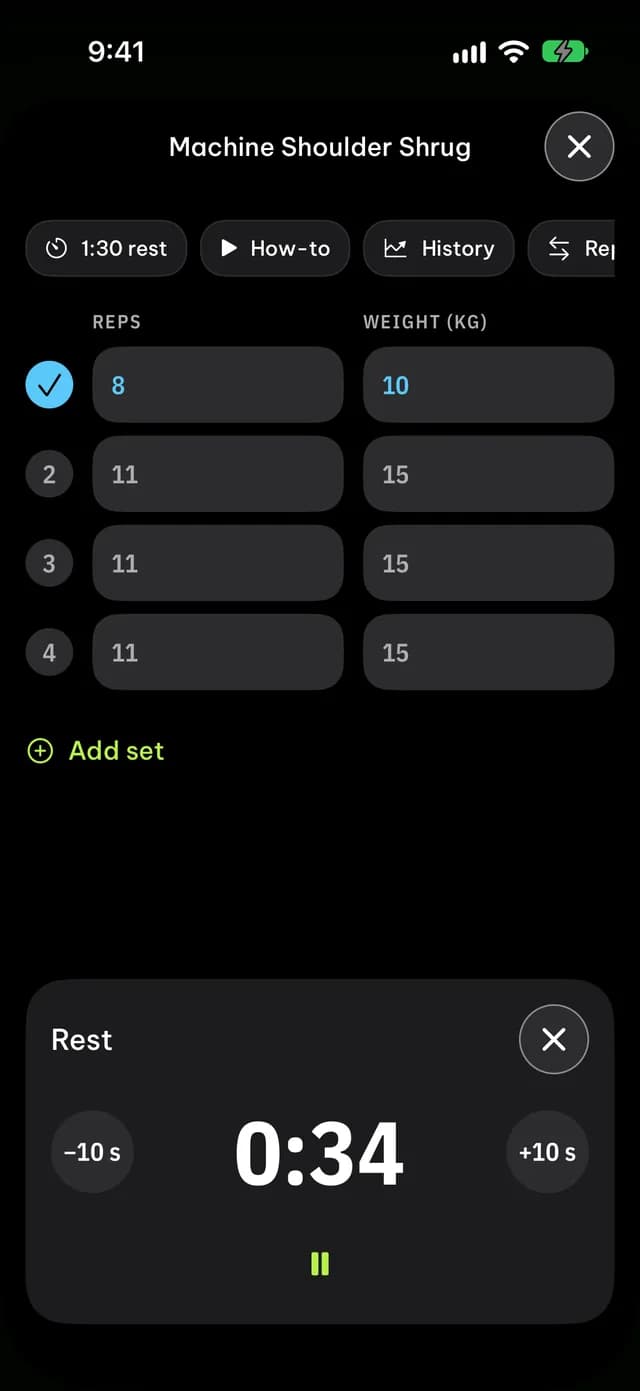 9:41
Machine Shoulder Shrug
1:30 rest How-to History Rep
REPS WEIGHT (KG)
8 10
2 11 15
3 11 15
4 11 15
Add set
Rest
−10 s 0:34 +10 s